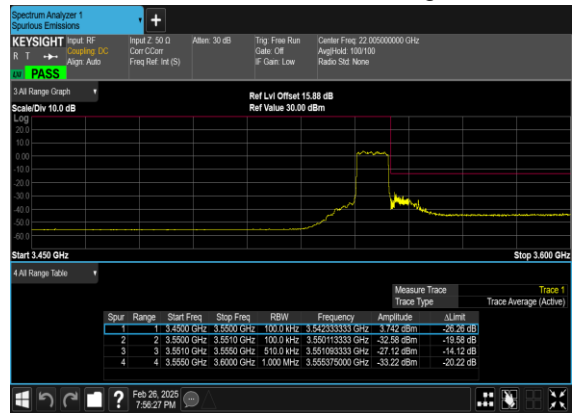 Spectrum Analyzer 1
Spurious Emissions
KEYSIGHT Input: RF Input Z: 50 Ω Atten: 30 dB Trig: Free Run Center Freq: 22.005000000 GHz
R T Coupling: DC Corr CCorr Gate: Off Avg|Hold: 100/100
Align: Auto Freq Ref: Int (S) IF Gain: Low Radio Std: None
LW PASS
3 All Range Graph Ref Lvl Offset 15.88 dB
Scale/Div 10.0 dB Ref Value 30.00 dBm
Log
20.0
10.0
0.00
-10.0
-20.0
-30.0
-40.0
-50.0
-60.0
Start 3.450 GHz Stop 3.600 GHz
4 All Range Table
Measure Trace Trace 1
Trace Type Trace Average (Active)
Spur Range Start Freq Stop Freq RBW Frequency Amplitude ΔLimit
1 1 3.4500 GHz 3.5500 GHz 100.0 kHz 3.542333333 GHz 3.742 dBm -26.26 dB
2 2 3.5500 GHz 3.5510 GHz 100.0 kHz 3.550113333 GHz -32.58 dBm -19.58 dB
3 3 3.5510 GHz 3.5550 GHz 510.0 kHz 3.551093333 GHz -27.12 dBm -14.12 dB
4 4 3.5550 GHz 3.6000 GHz 1.000 MHz 3.555375000 GHz -33.22 dBm -20.22 dB
? Feb 26, 2025
7:56:27 PM